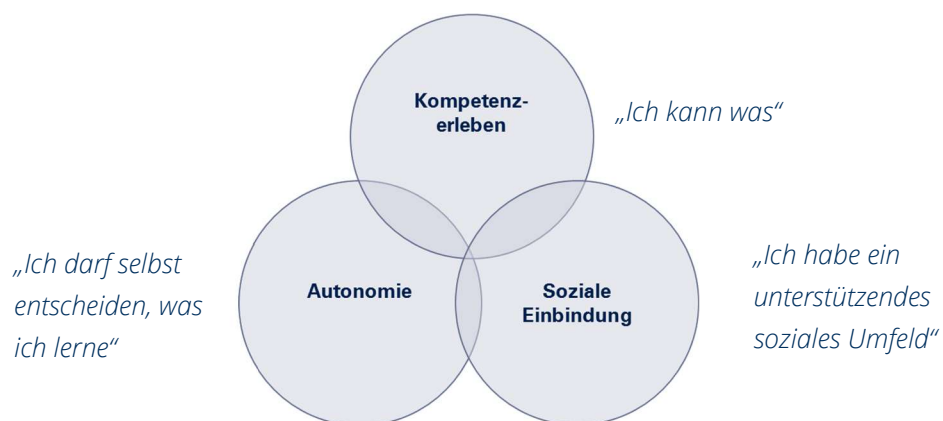 Kompetenz-
erleben
„Ich kann was“
„Ich darf selbst
entscheiden, was
ich lerne“
Autonomie
Soziale
Einbindung
„Ich habe ein
unterstützendes
soziales Umfeld“